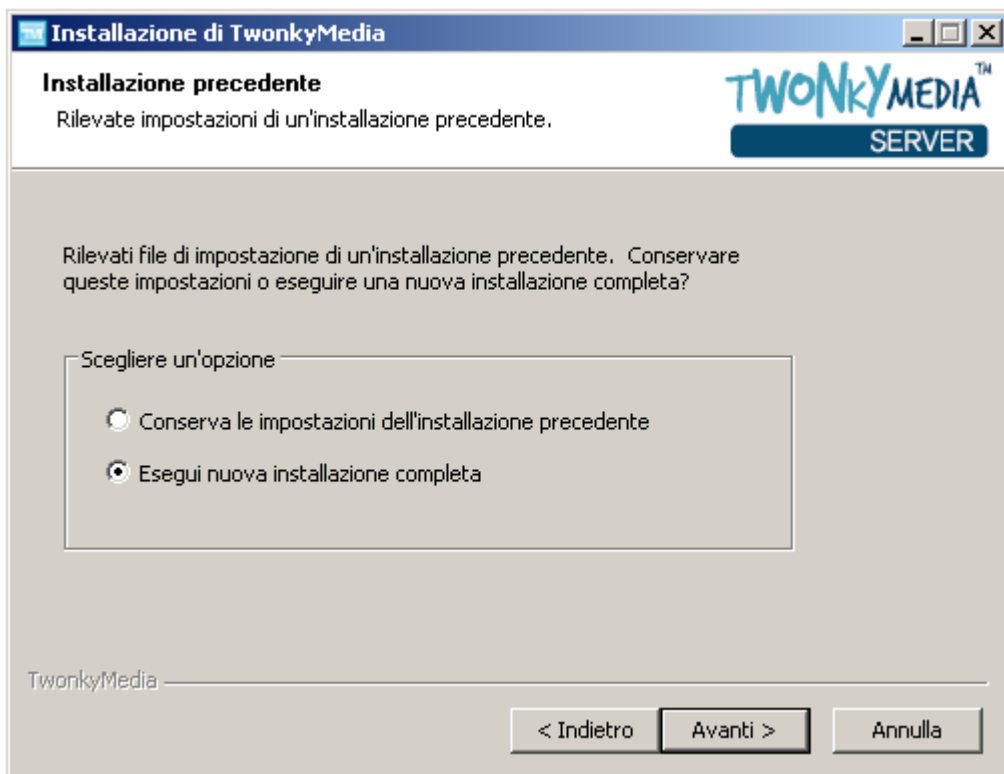 Installazione di TwonkyMedia
Installazione precedente
Rilevate impostazioni di un'installazione precedente.
TWONKYMEDIA™
SERVER
Rilevati file di impostazione di un'installazione precedente.  Conservare
queste impostazioni o eseguire una nuova installazione completa?
Scegliere un'opzione
Conserva le impostazioni dell'installazione precedente
Esegui nuova installazione completa
TwonkyMedia
< Indietro
Avanti >
Annulla